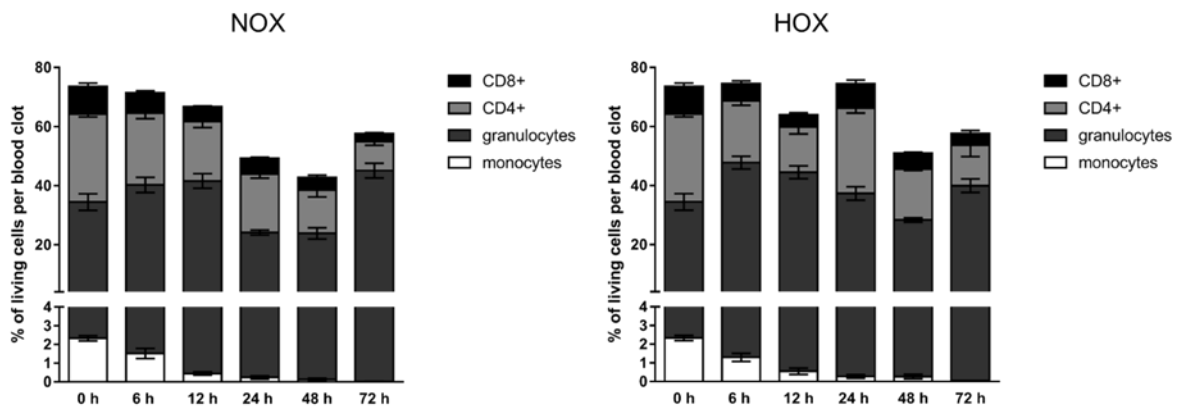 NOX
% of living cells per blood clot
80
60
40
20
4
3
2
1
0
0 h 6 h 12 h 24 h 48 h 72 h
CD8+
CD4+
granulocytes
monocytes
HOX
% of living cells per blood clot
80
60
40
20
4
3
2
1
0
0 h 6 h 12 h 24 h 48 h 72 h
CD8+
CD4+
granulocytes
monocytes